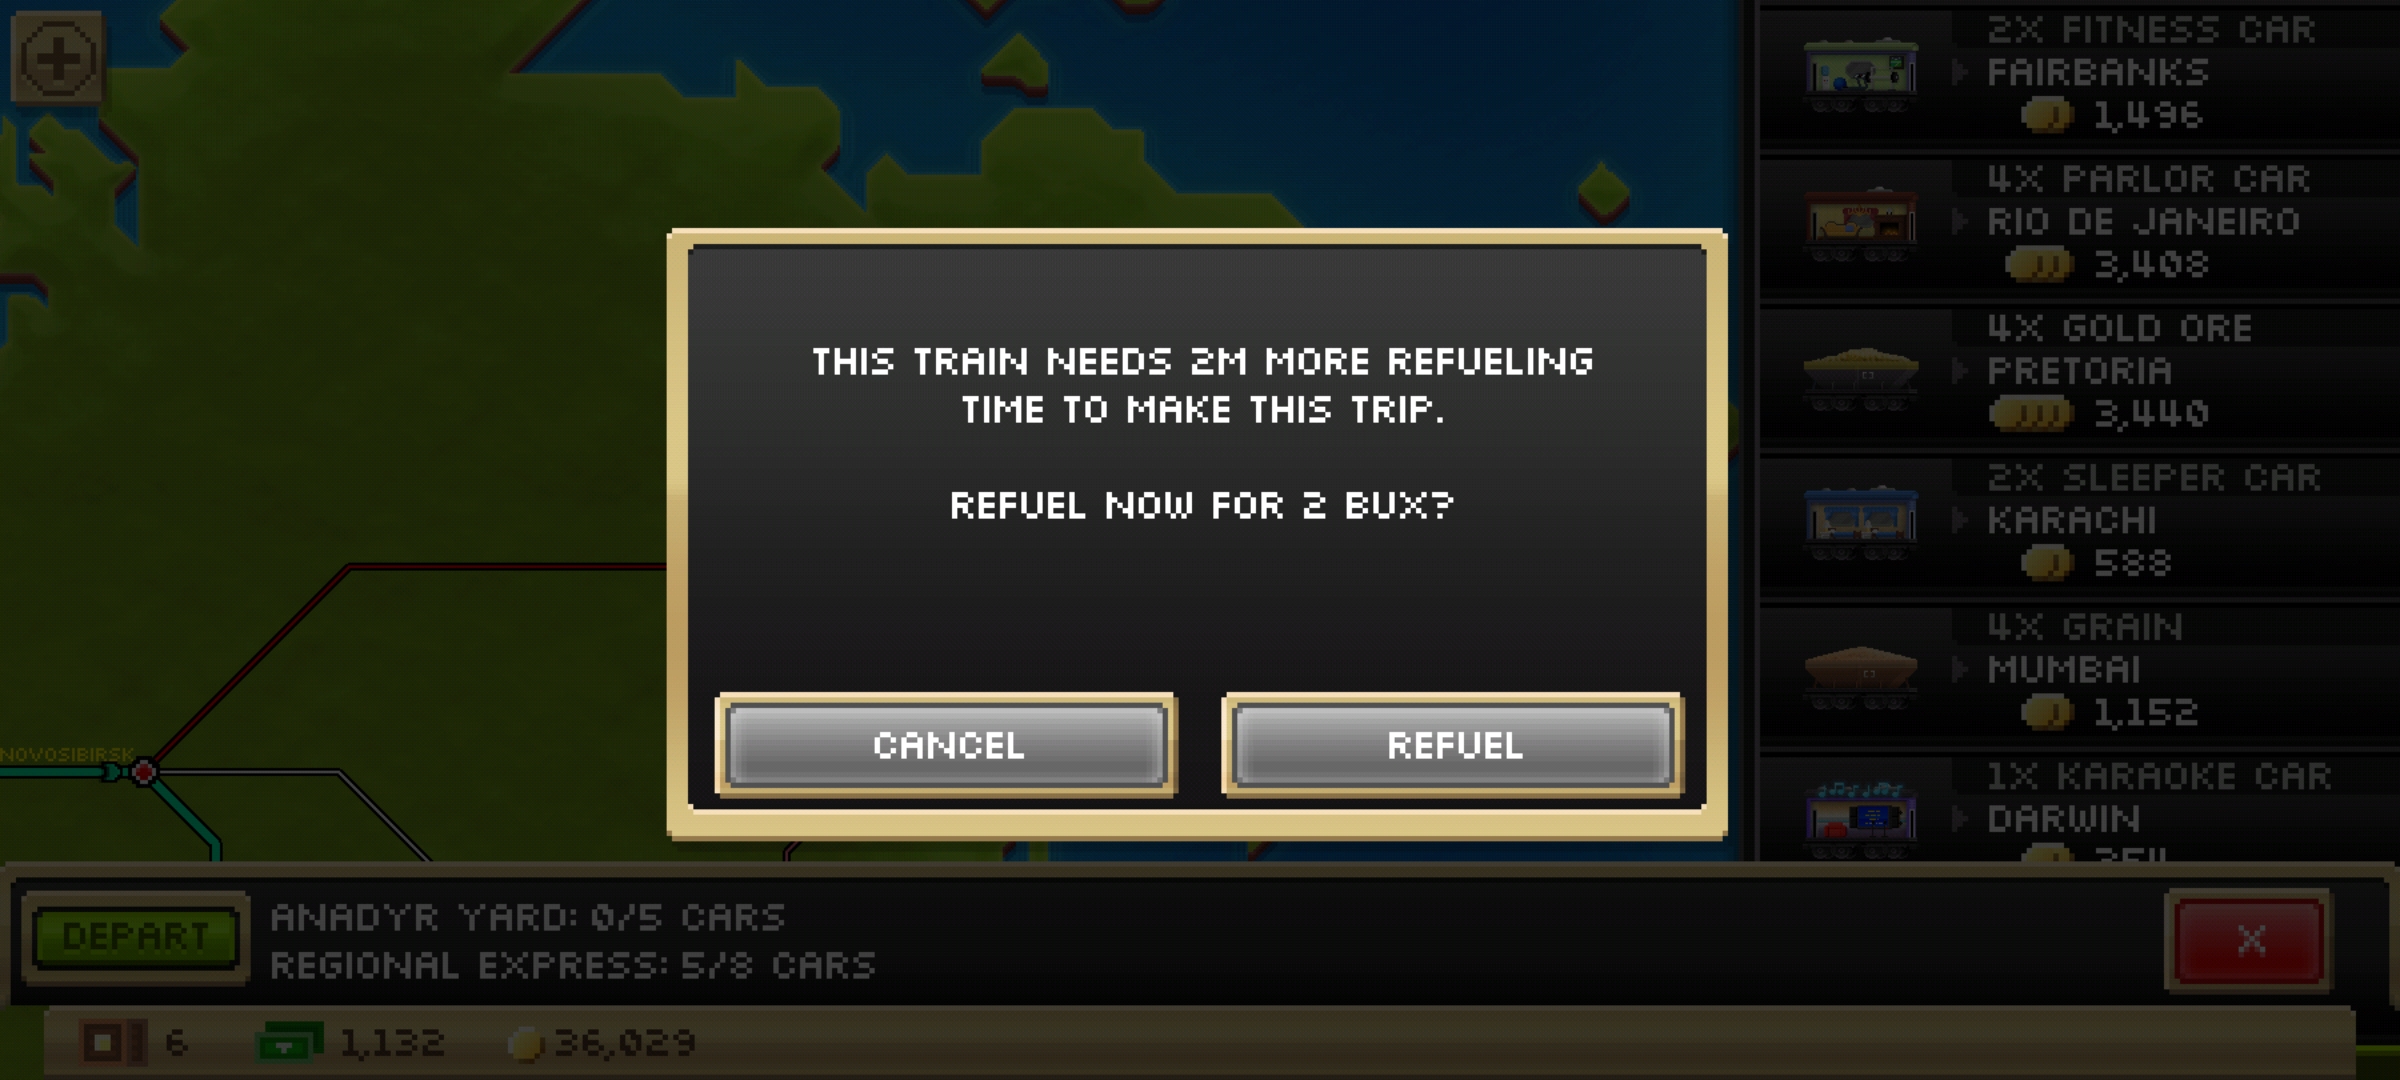 2X FITNESS CAR
FAIRBANKS
1,496
4X PARLOR CAR
RIO DE JANEIRO
3,408
4X GOLD ORE
PRETORIA
3,440
2X SLEEPER CAR
KARACHI
588
4X GRAIN
MUMBAI
1,152
1X KARAOKE CAR
DARWIN
THIS TRAIN NEEDS 2M MORE REFUELING
TIME TO MAKE THIS TRIP.
REFUEL NOW FOR 2 BUX?
CANCEL
REFUEL
NOVOSIBIRSK
DEPART
ANADYR YARD: 0/5 CARS
REGIONAL EXPRESS: 5/8 CARS
X
6
1,132
36,029